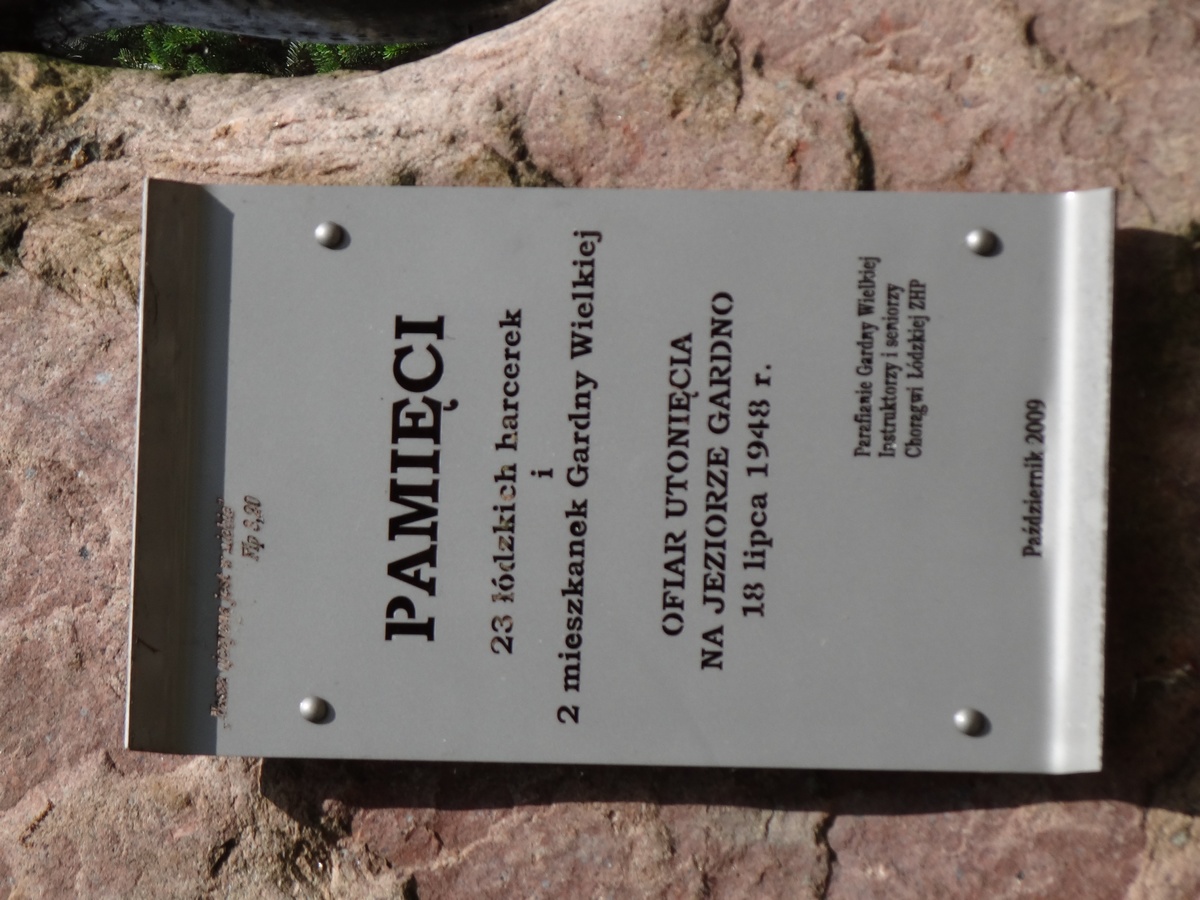 Flp 3,20
PAMIĘCI
23 łódzkich harcerek
i
2 mieszkanek Gardny Wielkiej
OFIAR UTONIĘCIA
NA JEZIORZE GARDNO
18 lipca 1948 r.
Parafianie Gardny Wielkiej
Instruktorzy i seniorzy
Chorągwi Łódzkiej ZHP
Październik 2009